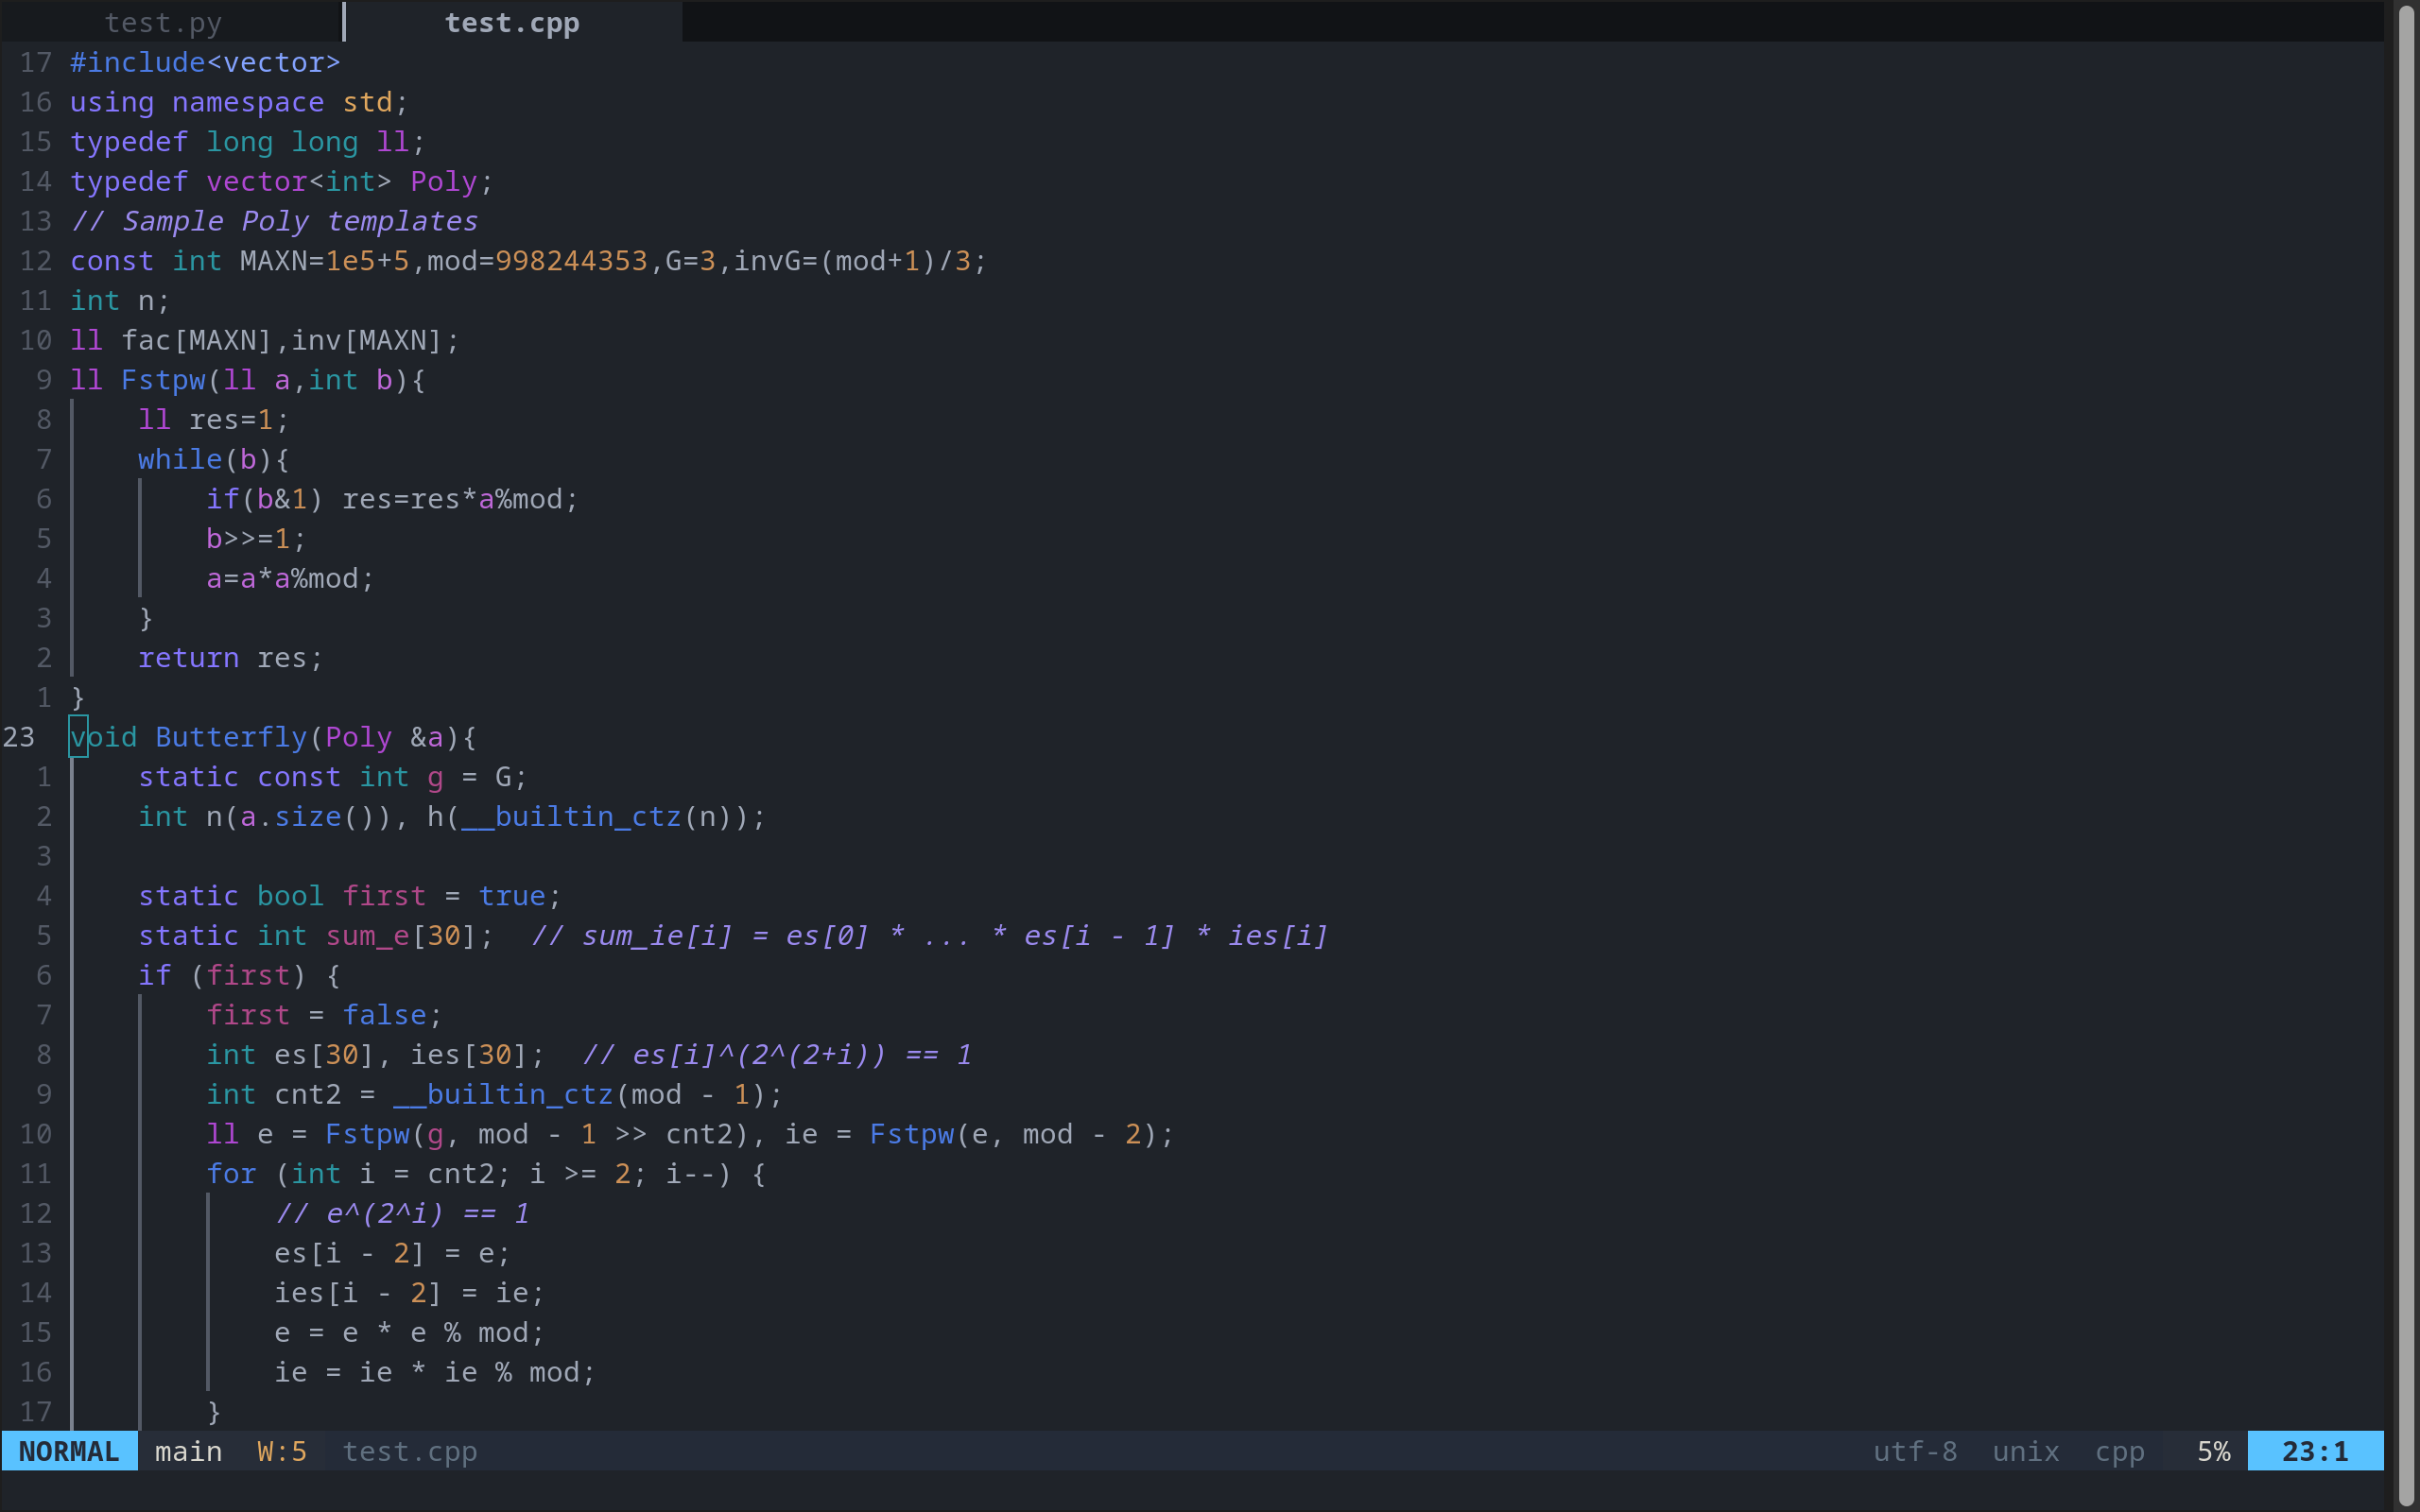 test.py test.cpp
17 #include<vector>
16 using namespace std;
15 typedef long long ll;
14 typedef vector<int> Poly;
13 // Sample Poly templates
12 const int MAXN=1e5+5,mod=998244353,G=3,invG=(mod+1)/3;
11 int n;
10 ll fac[MAXN],inv[MAXN];
9 ll Fstpw(ll a,int b){
8     ll res=1;
7     while(b){
6         if(b&1) res=res*a%mod;
5         b>>=1;
4         a=a*a%mod;
3     }
2     return res;
1 }
23 void Butterfly(Poly &a){
1     static const int g = G;
2     int n(a.size()), h(__builtin_ctz(n));
3
4     static bool first = true;
5     static int sum_e[30];  // sum_ie[i] = es[0] * ... * es[i - 1] * ies[i]
6     if (first) {
7         first = false;
8         int es[30], ies[30];  // es[i]^(2^(2+i)) == 1
9         int cnt2 = __builtin_ctz(mod - 1);
10         ll e = Fstpw(g, mod - 1 >> cnt2), ie = Fstpw(e, mod - 2);
11         for (int i = cnt2; i >= 2; i--) {
12             // e^(2^i) == 1
13             es[i - 2] = e;
14             ies[i - 2] = ie;
15             e = e * e % mod;
16             ie = ie * ie % mod;
17         }
NORMAL main W:5 test.cpp utf-8 unix cpp 5% 23:1